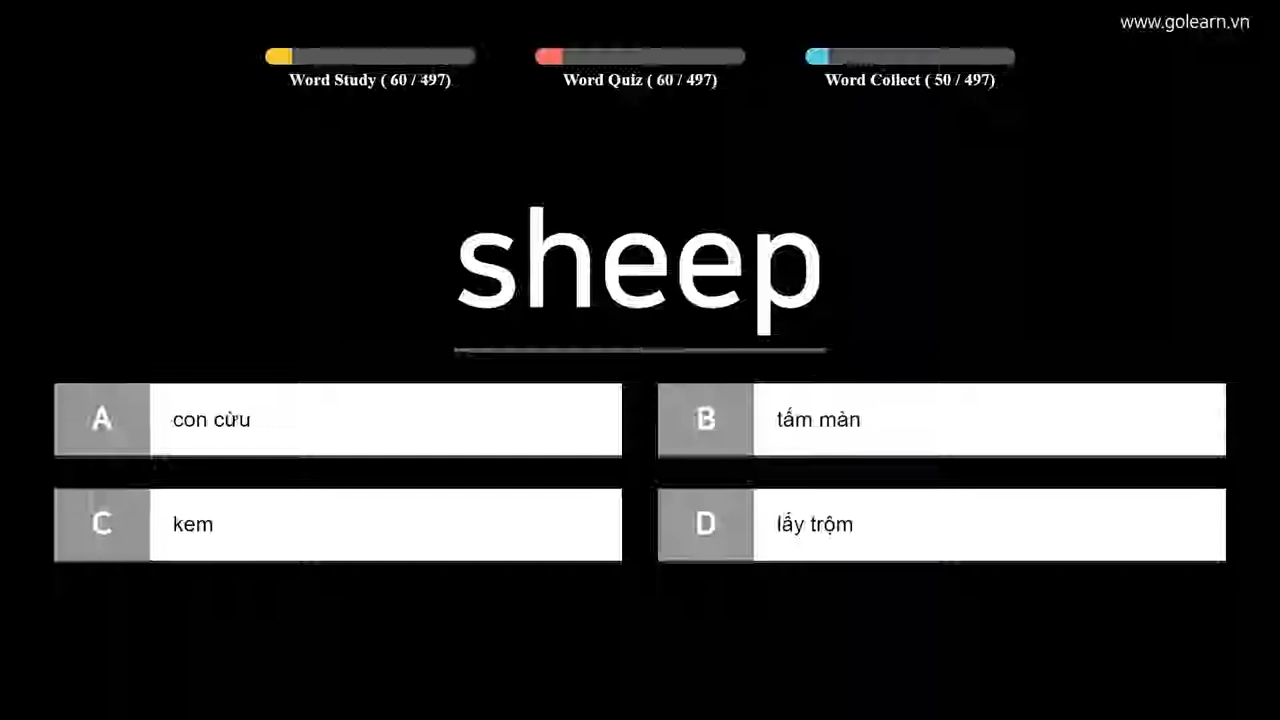 www.golearn.vn
Word Study ( 60 / 497)
Word Quiz ( 60 / 497)
Word Collect ( 50 / 497)
sheep
A con cừu
B tấm màn
C kem
D lấy trộm